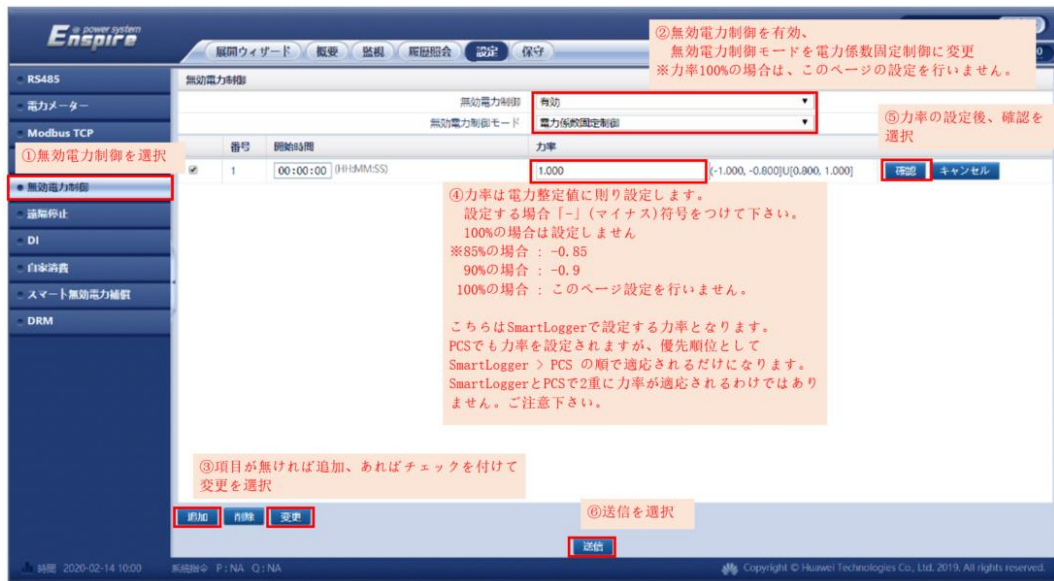 power system
Enspire
展開ウィザード
概要
監視
履歴照会
設定
保守
②無効電力制御を有効、
無効電力制御モードを電力係数固定制御に変更
※力率100%の場合は、このページの設定を行いません。
RS485
電力メーター
Modbus TCP
①無効電力制御を選択
無効電力制御
遠隔停止
DI
自家消費
スマート無効電力補償
DRM
無効電力制御
無効電力制御 有効
無効電力制御モード 電力係数固定制御
番号 開始時間 力率
1 00:00:00 (HH:MM:SS) 1.000 (-1.000, -0.800]U[0.800, 1.000] 確認 キャンセル
⑤力率の設定後、確認を
選択
④力率は電力整定値に則り設定します。
設定する場合「-」(マイナス)符号をつけて下さい。
100%の場合は設定しません
※85%の場合 : -0.85
90%の場合 : -0.9
100%の場合 : このページ設定を行いません。
こちらはSmartLoggerで設定する力率となります。
PCSでも力率を設定されますが、優先順位として
SmartLogger > PCS の順で適応されるだけになります。
SmartLoggerとPCSで2重に力率が適応されるわけではあり
ません。ご注意下さい。
③項目が無ければ追加、あればチェックを付けて
変更を選択
追加 削除 変更
⑥送信を選択
送信
時間 2020-02-14 10:00
系統指令 P:NA Q:NA
Copyright © Huawei Technologies Co., Ltd. 2019. All rights reserved.